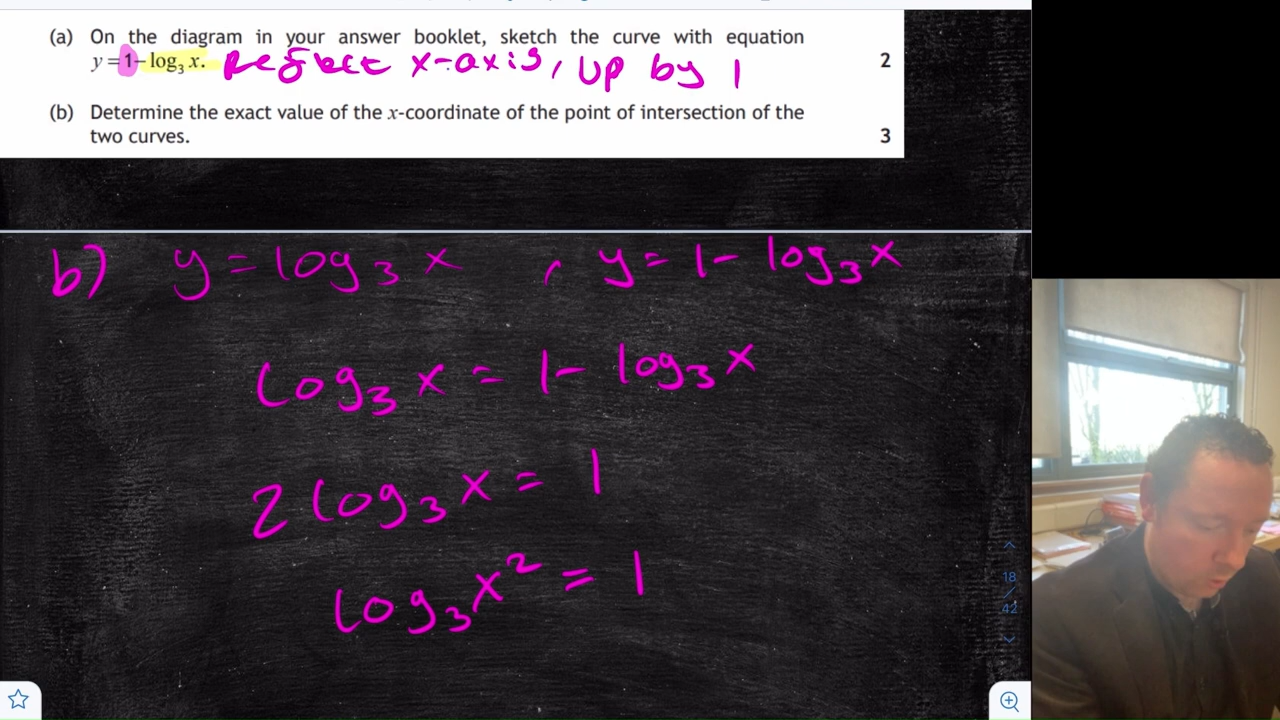 (a) On the diagram in your answer booklet, sketch the curve with equation
y = 1 − log₃ x. Reflect x-axis, up by 1
2
(b) Determine the exact value of the x-coordinate of the point of intersection of the
two curves.
3
b) y = log₃ x , y = 1 − log₃ x
log₃ x = 1 − log₃ x
2 log₃ x = 1
log₃ x² = 1
18
/
42